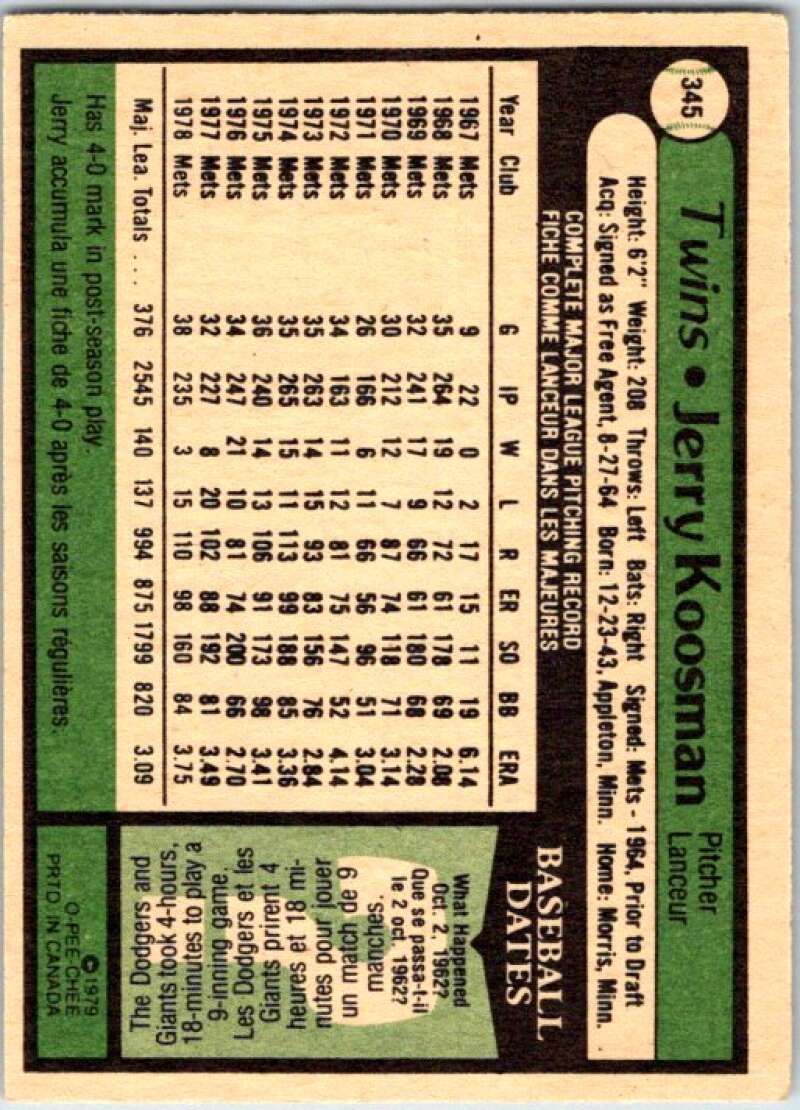 345
Twins • Jerry Koosman
Pitcher
Lanceur
Height: 6'2" Weight: 208 Throws: Left Bats: Right Signed: Mets - 1964, Prior to Draft
Acq: Signed as Free Agent, 8-27-64 Born: 12-23-43, Appleton, Minn. Home: Morris, Minn.
COMPLETE MAJOR LEAGUE PITCHING RECORD
FICHE COMME LANCEUR DANS LES MAJEURES
Year Club G IP W L R ER SO BB ERA
1967 Mets 9 22 0 2 17 15 11 19 6.14
1968 Mets 35 264 19 12 72 61 178 69 2.08
1969 Mets 32 241 17 9 66 61 180 68 2.28
1970 Mets 30 212 12 7 87 74 118 71 3.14
1971 Mets 26 166 6 11 66 56 96 51 3.04
1972 Mets 34 163 11 12 81 75 147 52 4.14
1973 Mets 35 263 14 15 93 83 156 76 2.84
1974 Mets 35 265 15 11 113 99 188 85 3.36
1975 Mets 36 240 14 13 106 91 173 98 3.41
1976 Mets 34 247 21 10 81 74 200 66 2.70
1977 Mets 32 227 8 20 102 88 192 81 3.49
1978 Mets 38 235 3 15 110 98 160 84 3.75
Maj. Lea. Totals . . . 376 2545 140 137 994 875 1799 820 3.09
Has 4-0 mark in post-season play.
Jerry accumula une fiche de 4-0 après les saisons régulières.
BASEBALL
DATES
What Happened
Oct. 2, 1962?
Que se passa-t-il
le 2 oct. 1962?
The Dodgers and
Giants took 4-hours,
18-minutes to play a
9-inning game.
Les Dodgers et les
Giants prirent 4
heures et 18 mi-
nutes pour jouer
un match de 9
manches.
© 1979
O-PEE-CHEE
PRTD. IN CANADA